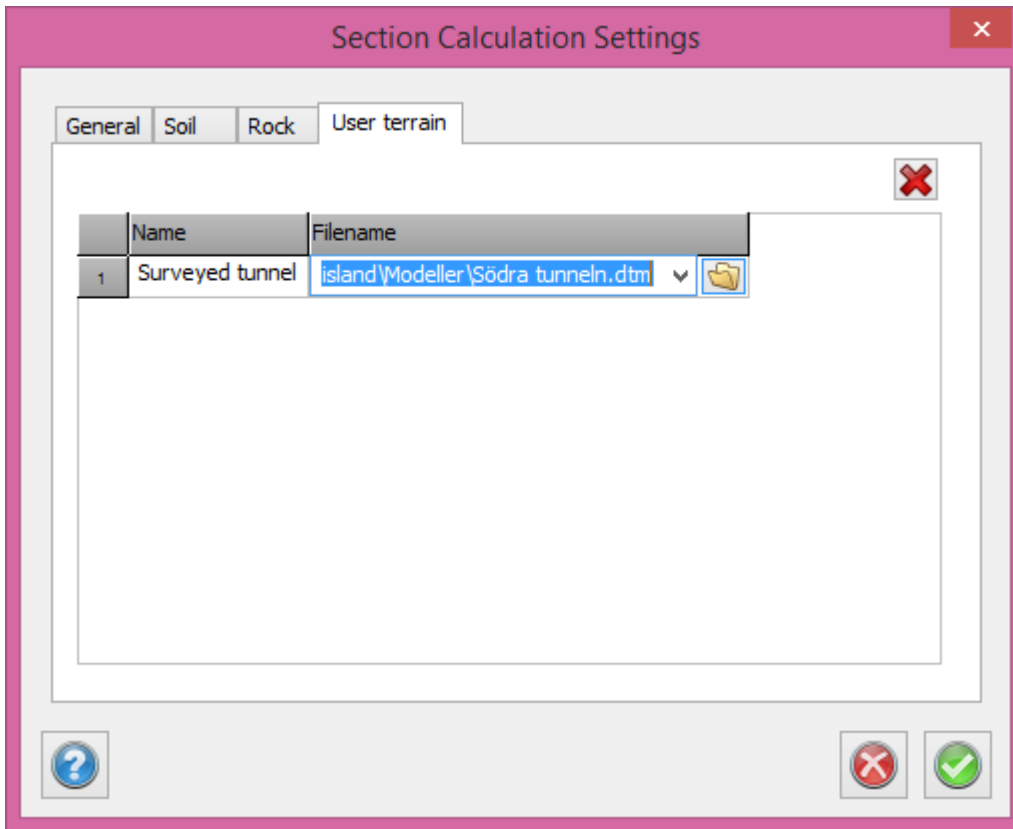 Section Calculation Settings
General Soil Rock User terrain
Name Filename
1 Surveyed tunnel island\Modeller\Södra tunneln.dtm